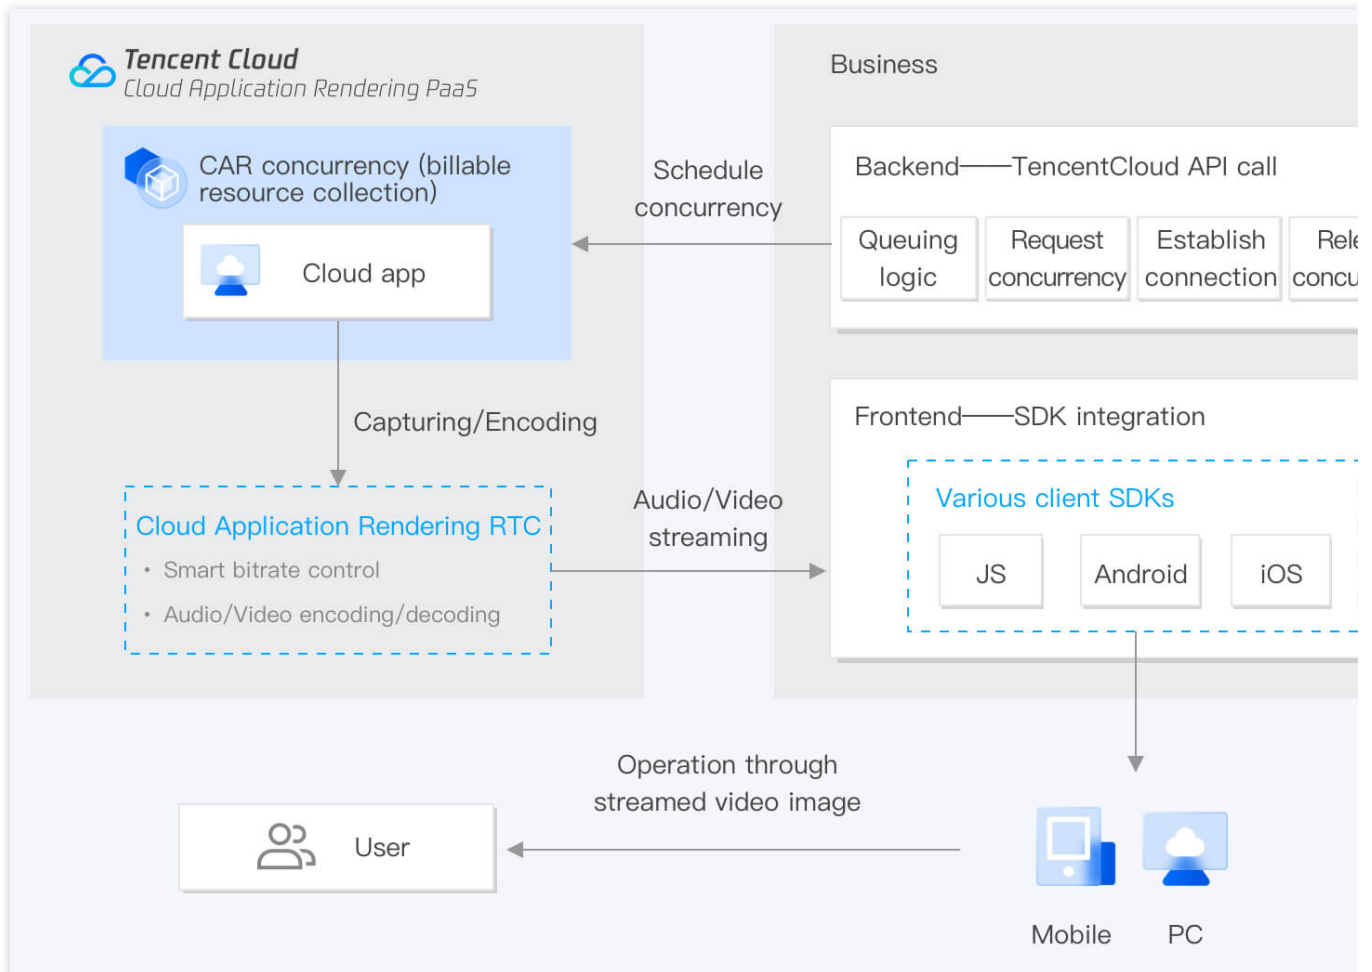 Tencent Cloud
Cloud Application Rendering PaaS
CAR concurrency (billable
resource collection)
Cloud app
Capturing/Encoding
Cloud Application Rendering RTC
• Smart bitrate control
• Audio/Video encoding/decoding
Schedule
concurrency
Audio/Video
streaming
Business
Backend——TencentCloud API call
Queuing
logic
Request
concurrency
Establish
connection
Frontend——SDK integration
Various client SDKs
JS
Android
iOS
Operation through
streamed video image
User
Mobile
PC